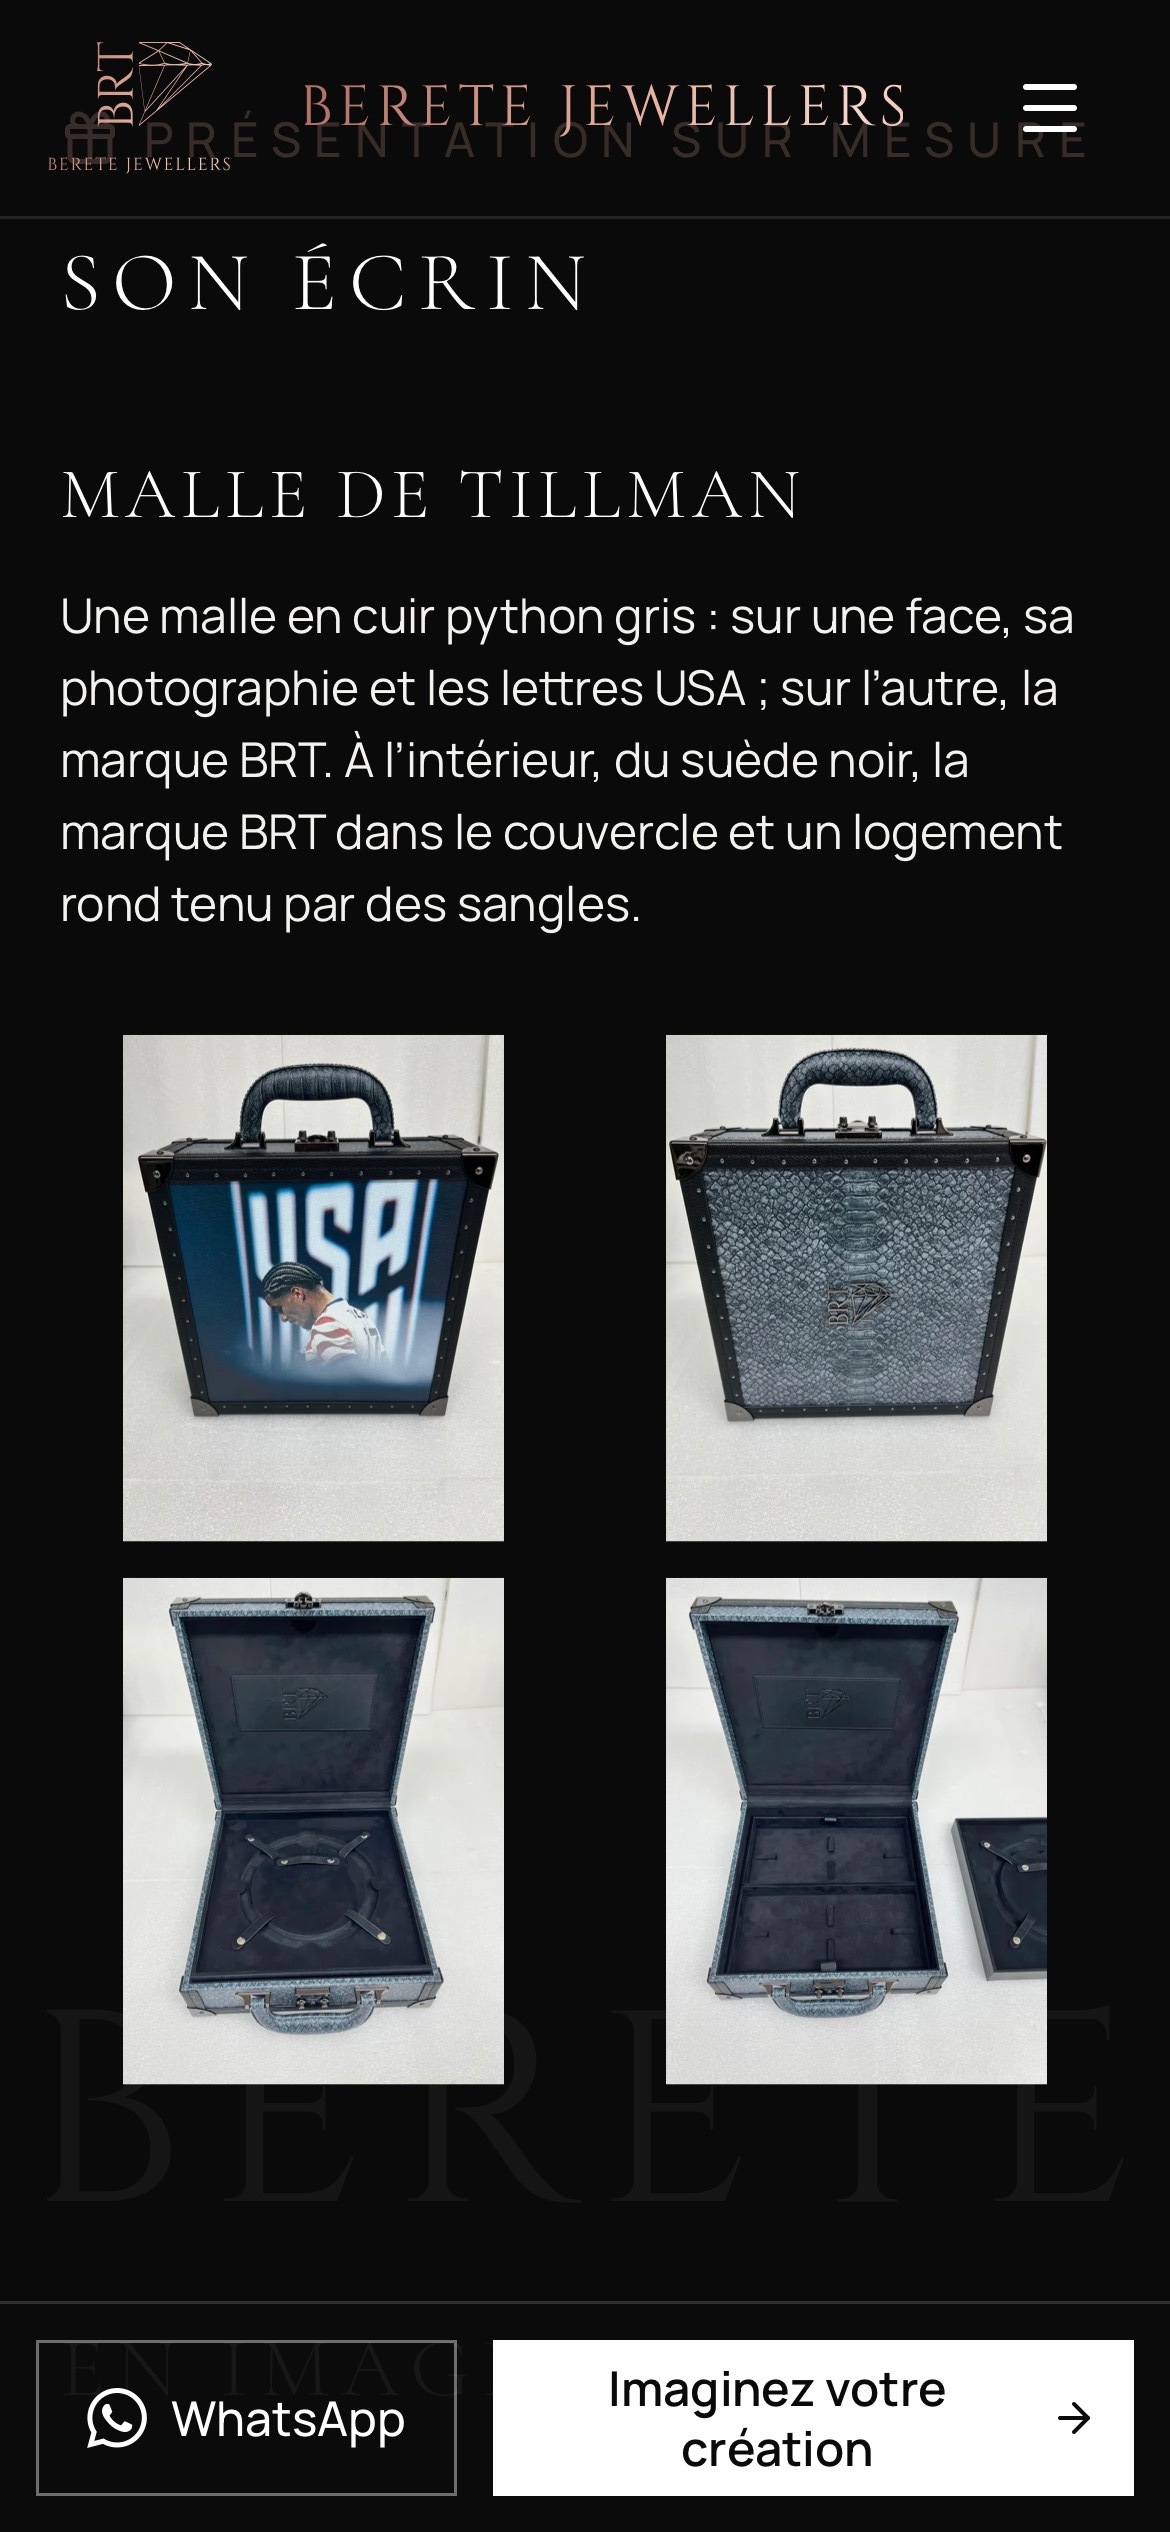 BRT
BERETE JEWELLERS
BERETE JEWELLERS
PRÉSENTATION SUR MESURE
SON ÉCRIN
MALLE DE TILLMAN
Une malle en cuir python gris : sur une face, sa
photographie et les lettres USA ; sur l’autre, la
marque BRT. À l’intérieur, du suède noir, la
marque BRT dans le couvercle et un logement
rond tenu par des sangles.
USA
BRT
BRT
BRT
BERETE
EN IMAG
WhatsApp
Imaginez votre
création